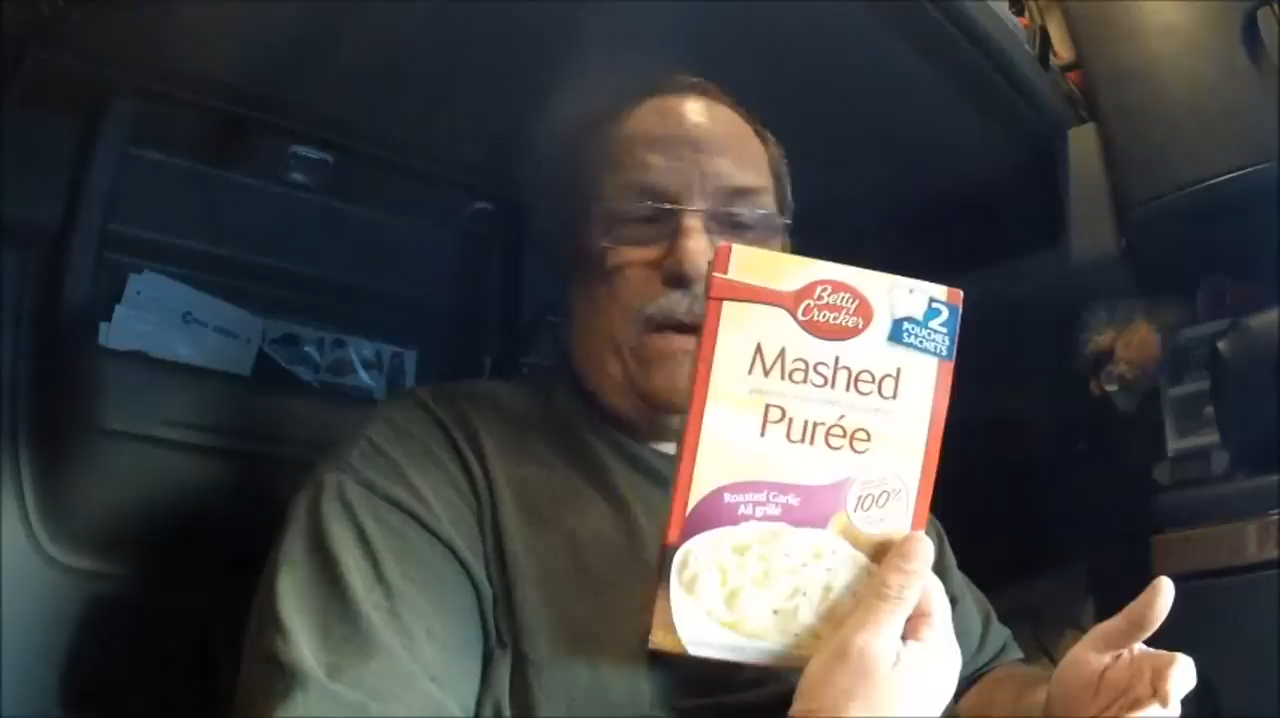 Betty
Crocker
2
POUCHES
SACHETS
Mashed
Purée
Roasted Garlic
Ail grillé
100%